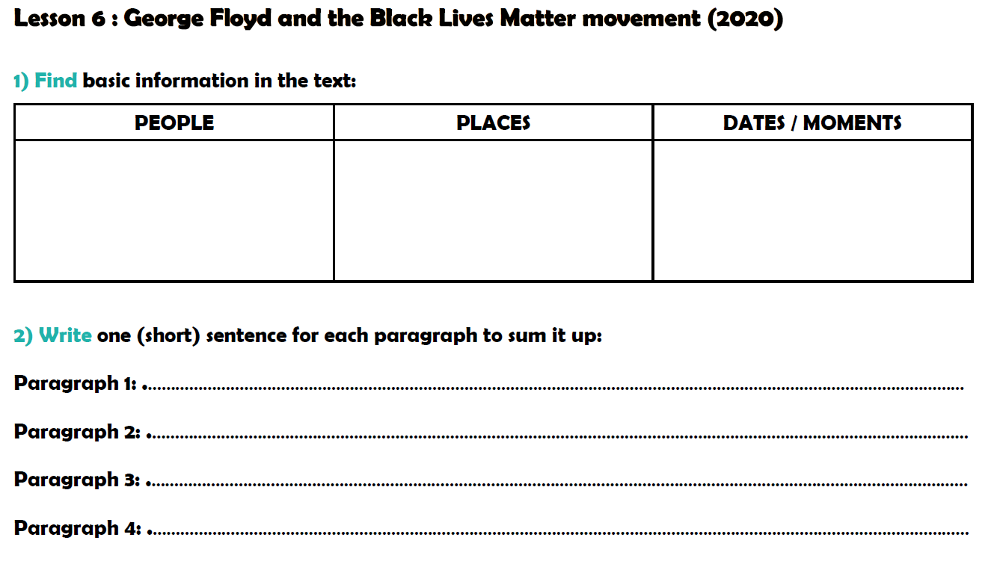 Lesson 6 : George Floyd and the Black Lives Matter movement (2020)
1) Find basic information in the text:
PEOPLE PLACES DATES / MOMENTS
2) Write one (short) sentence for each paragraph to sum it up:
Paragraph 1: ................................................................................
Paragraph 2: ................................................................................
Paragraph 3: ................................................................................
Paragraph 4: ................................................................................